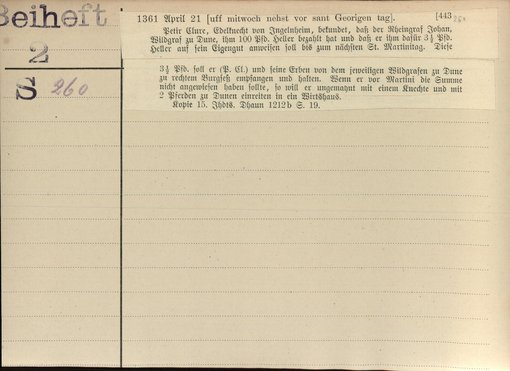 Beiheft
2
S 260
1361 April 21 [uff mitwoch nehst vor sant Georigen tag]. [443
Petir Clure, Edelknecht von Ingelnheim, bekundet, daß der Rheingraf Johan,
Wildgraf zu Dune, ihm 100 Pfd. Heller bezahlt hat und daß er ihm dafür 3½ Pfd.
Heller auf sein Eigengut anweisen soll bis zum nächsten St. Martinitag. Diese
3½ Pfd. soll er (P. Cl.) und seine Erben von dem jeweiligen Wildgrafen zu Dune
zu rechtem Burgseß empfangen und halten. Wenn er vor Martini die Summe
nicht angewiesen haben sollte, so will er ungemahnt mit einem Knechte und mit
2 Pferden zu Dunen einreiten in ein Wirtshaus.
Kopie 15. Jhdts. Dhaun 1212b S. 19.